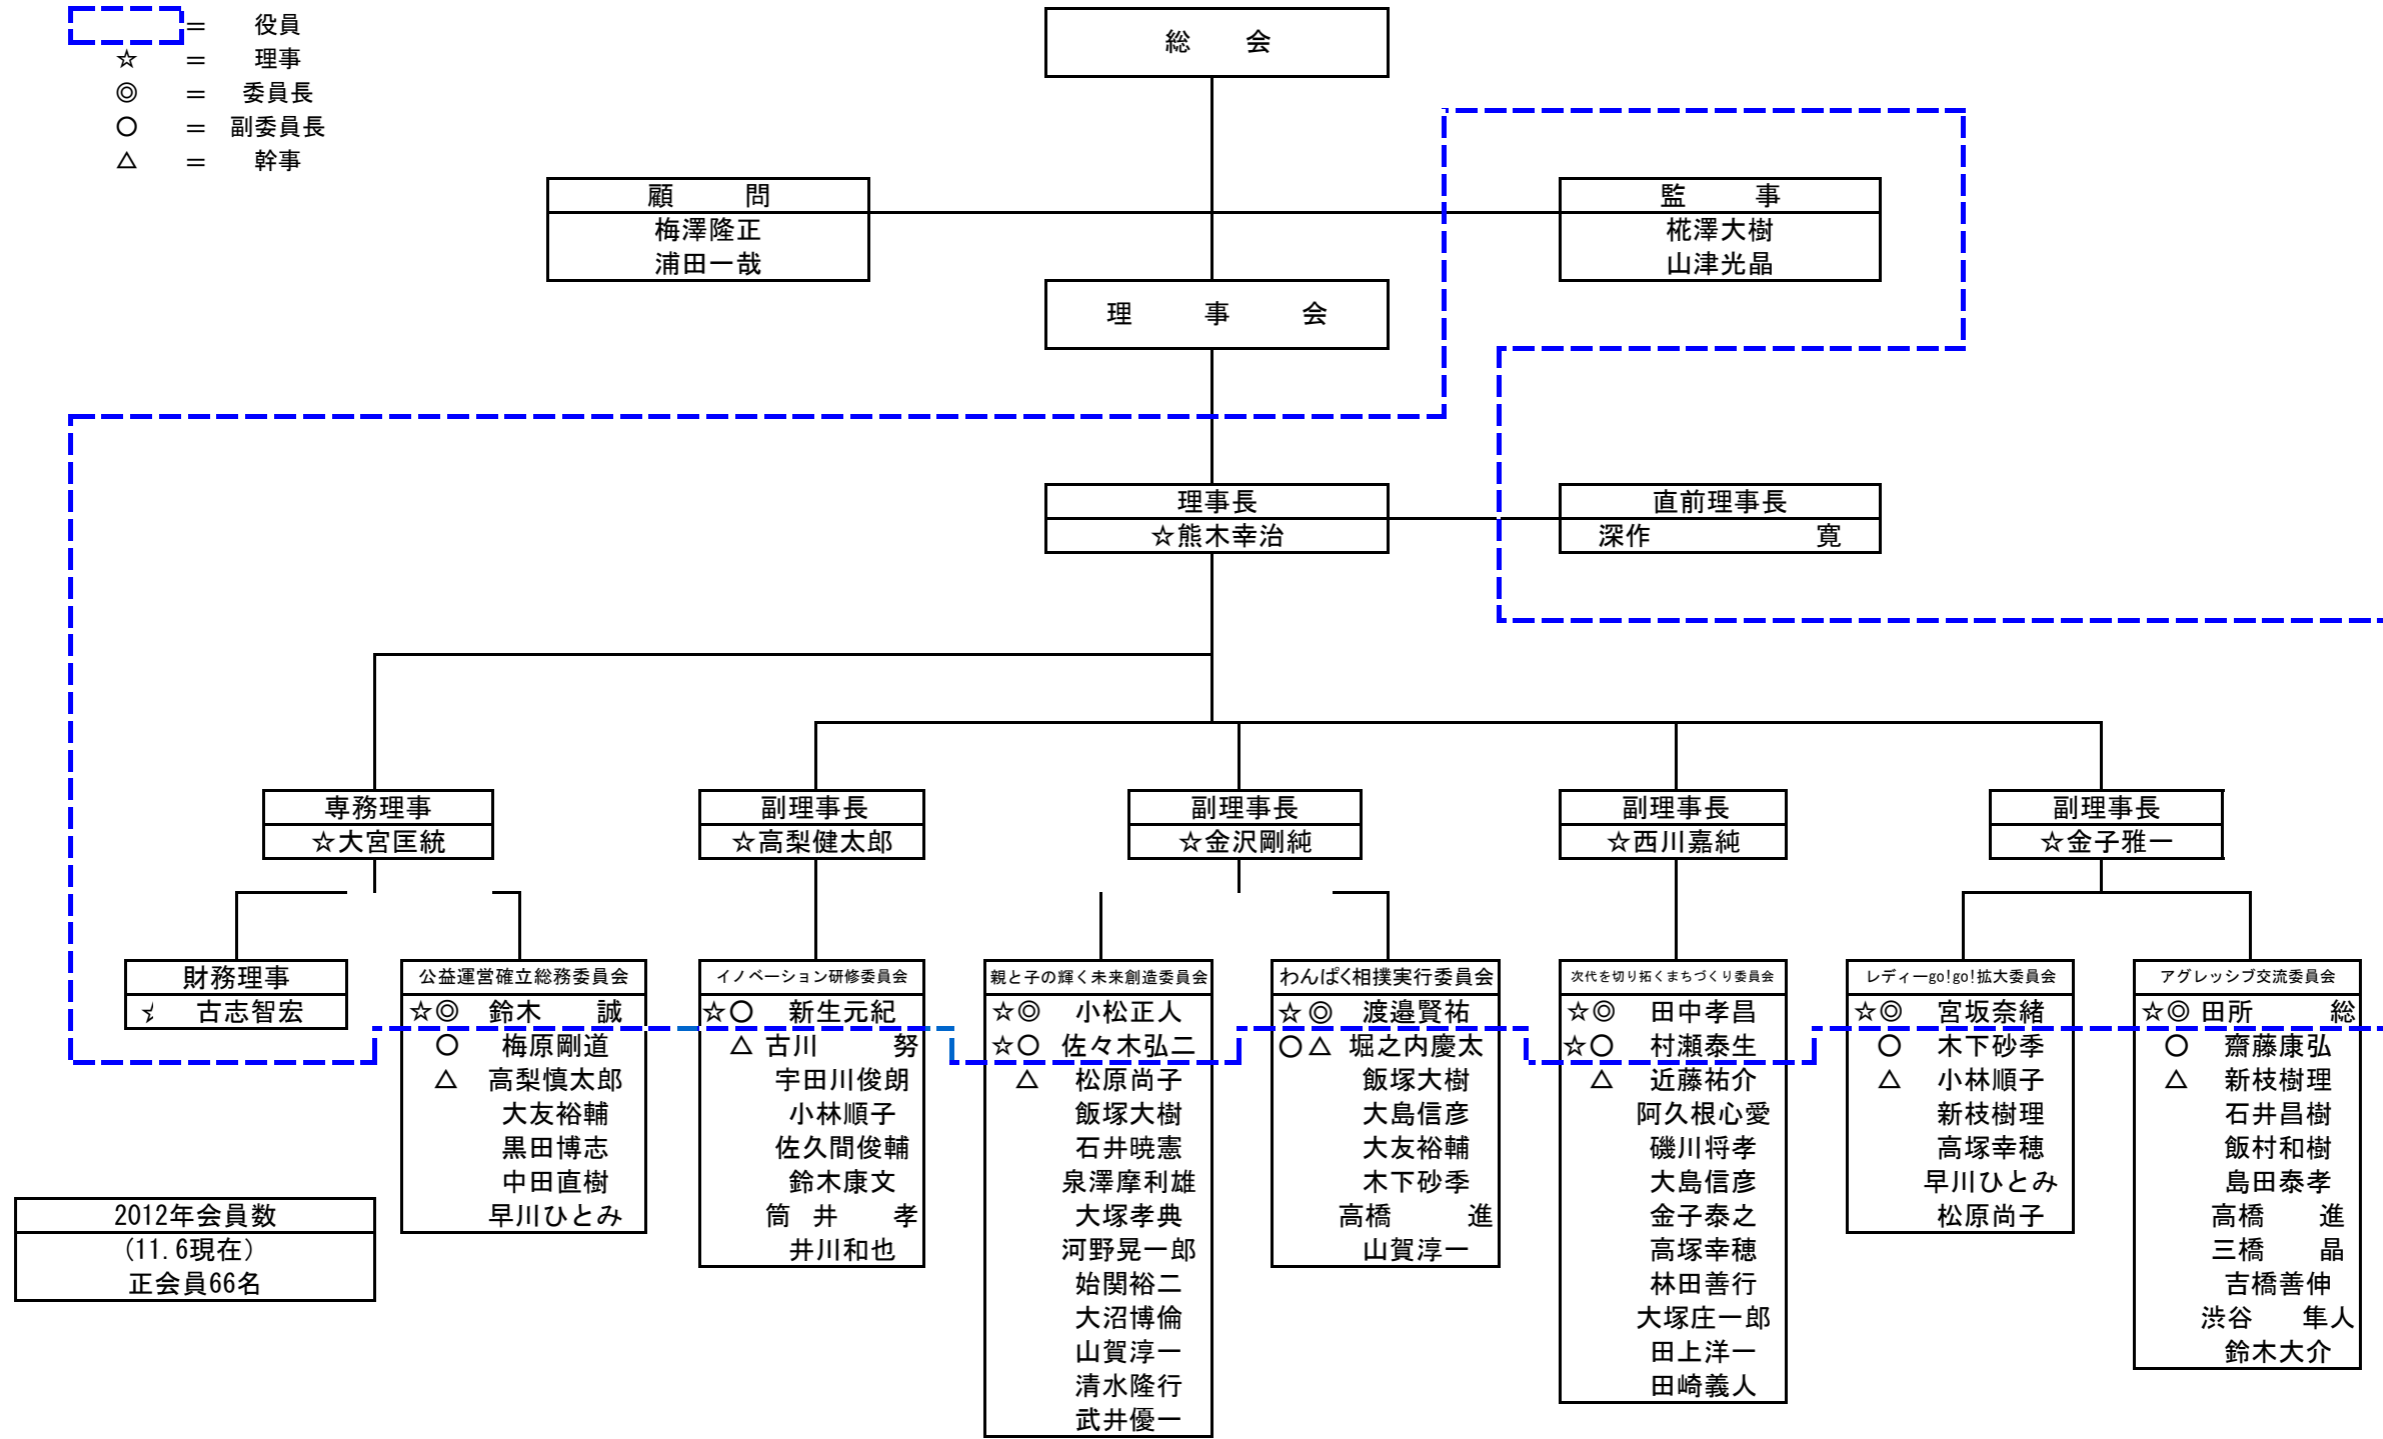 ＝ 役員
☆ ＝ 理事
◎ ＝ 委員長
○ ＝ 副委員長
△ ＝ 幹事
総 会
顧 問
梅澤隆正
浦田一哉
監 事
椛澤大樹
山津光晶
理 事 会
理事長
☆熊木幸治
直前理事長
深作 寛
専務理事
☆大宮匡統
副理事長
☆高梨健太郎
副理事長
☆金沢剛純
副理事長
☆西川嘉純
副理事長
☆金子雅一
財務理事
☆ 古志智宏
公益運営確立総務委員会
☆◎ 鈴木 誠
○ 梅原剛道
△ 高梨慎太郎
大友裕輔
黒田博志
中田直樹
早川ひとみ
イノベーション研修委員会
☆○ 新生元紀
△ 古川 努
宇田川俊朗
小林順子
佐久間俊輔
鈴木康文
筒井 孝
井川和也
親と子の輝く未来創造委員会
☆◎ 小松正人
☆○ 佐々木弘二
△ 松原尚子
飯塚大樹
石井暁憲
泉澤摩利雄
大塚孝典
河野晃一郎
始関裕二
大沼博倫
山賀淳一
清水隆行
武井優一
わんぱく相撲実行委員会
☆◎ 渡邉賢祐
○△ 堀之内慶太
飯塚大樹
大島信彦
大友裕輔
木下砂季
高橋 進
山賀淳一
次代を切り拓くまちづくり委員会
☆◎ 田中孝昌
☆○ 村瀬泰生
△ 近藤祐介
阿久根心愛
磯川将孝
大島信彦
金子泰之
高塚幸穂
林田善行
大塚庄一郎
田上洋一
田崎義人
レディーgo!go!拡大委員会
☆◎ 宮坂奈緒
○ 木下砂季
△ 小林順子
新枝樹理
高塚幸穂
早川ひとみ
松原尚子
アグレッシブ交流委員会
☆◎ 田所 総
○ 齋藤康弘
△ 新枝樹理
石井昌樹
飯村和樹
島田泰孝
高橋 進
三橋 晶
吉橋善伸
渋谷 隼人
鈴木大介
2012年会員数
(11.6現在)
正会員66名